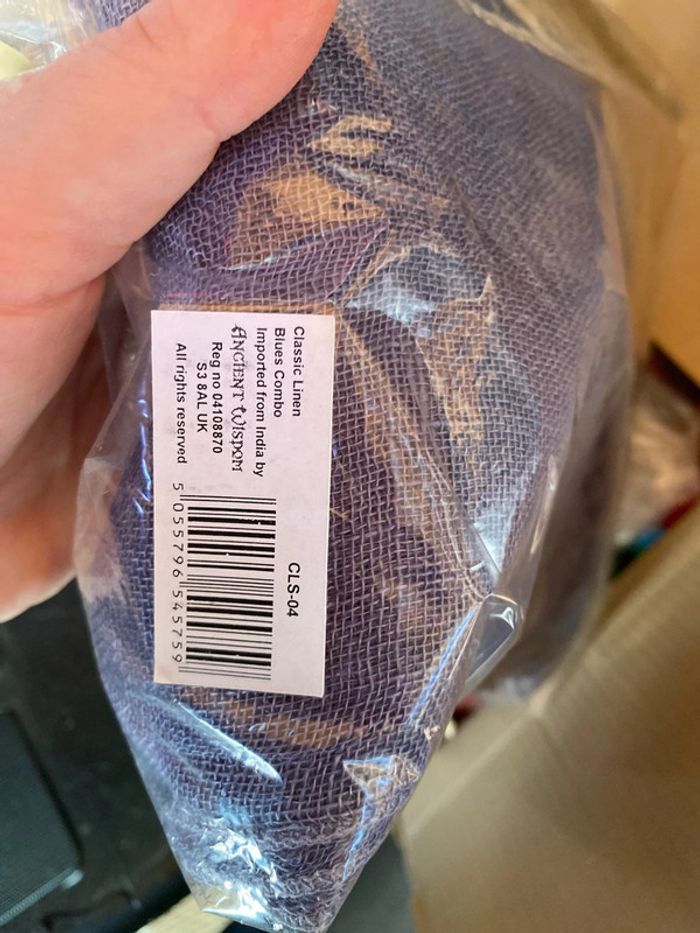 Classic Linen
Blues Combo
Imported from India by
ANCIENT WISDOM
Reg no 04108870
S3 8AL UK
All rights reserved
CLS-04
5 055796 545759